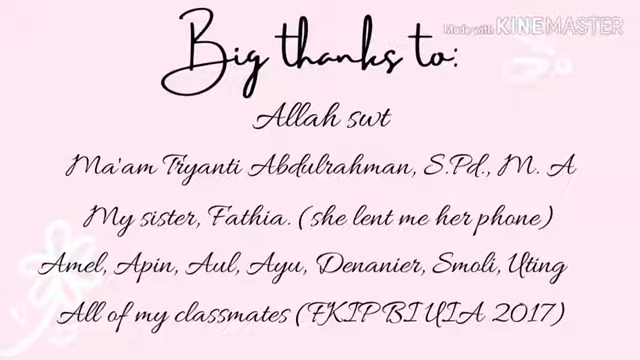 Made with KINEMASTER
Big thanks to:
Allah swt
Ma'am Tryanti Abdulrahman, S.Pd., M. A
My sister, Fathia. (she lent me her phone)
Amel, Apin, Aul, Ayu, Denanier, Smoli, Uting
All of my classmates (FKIP BI UIA 2017)